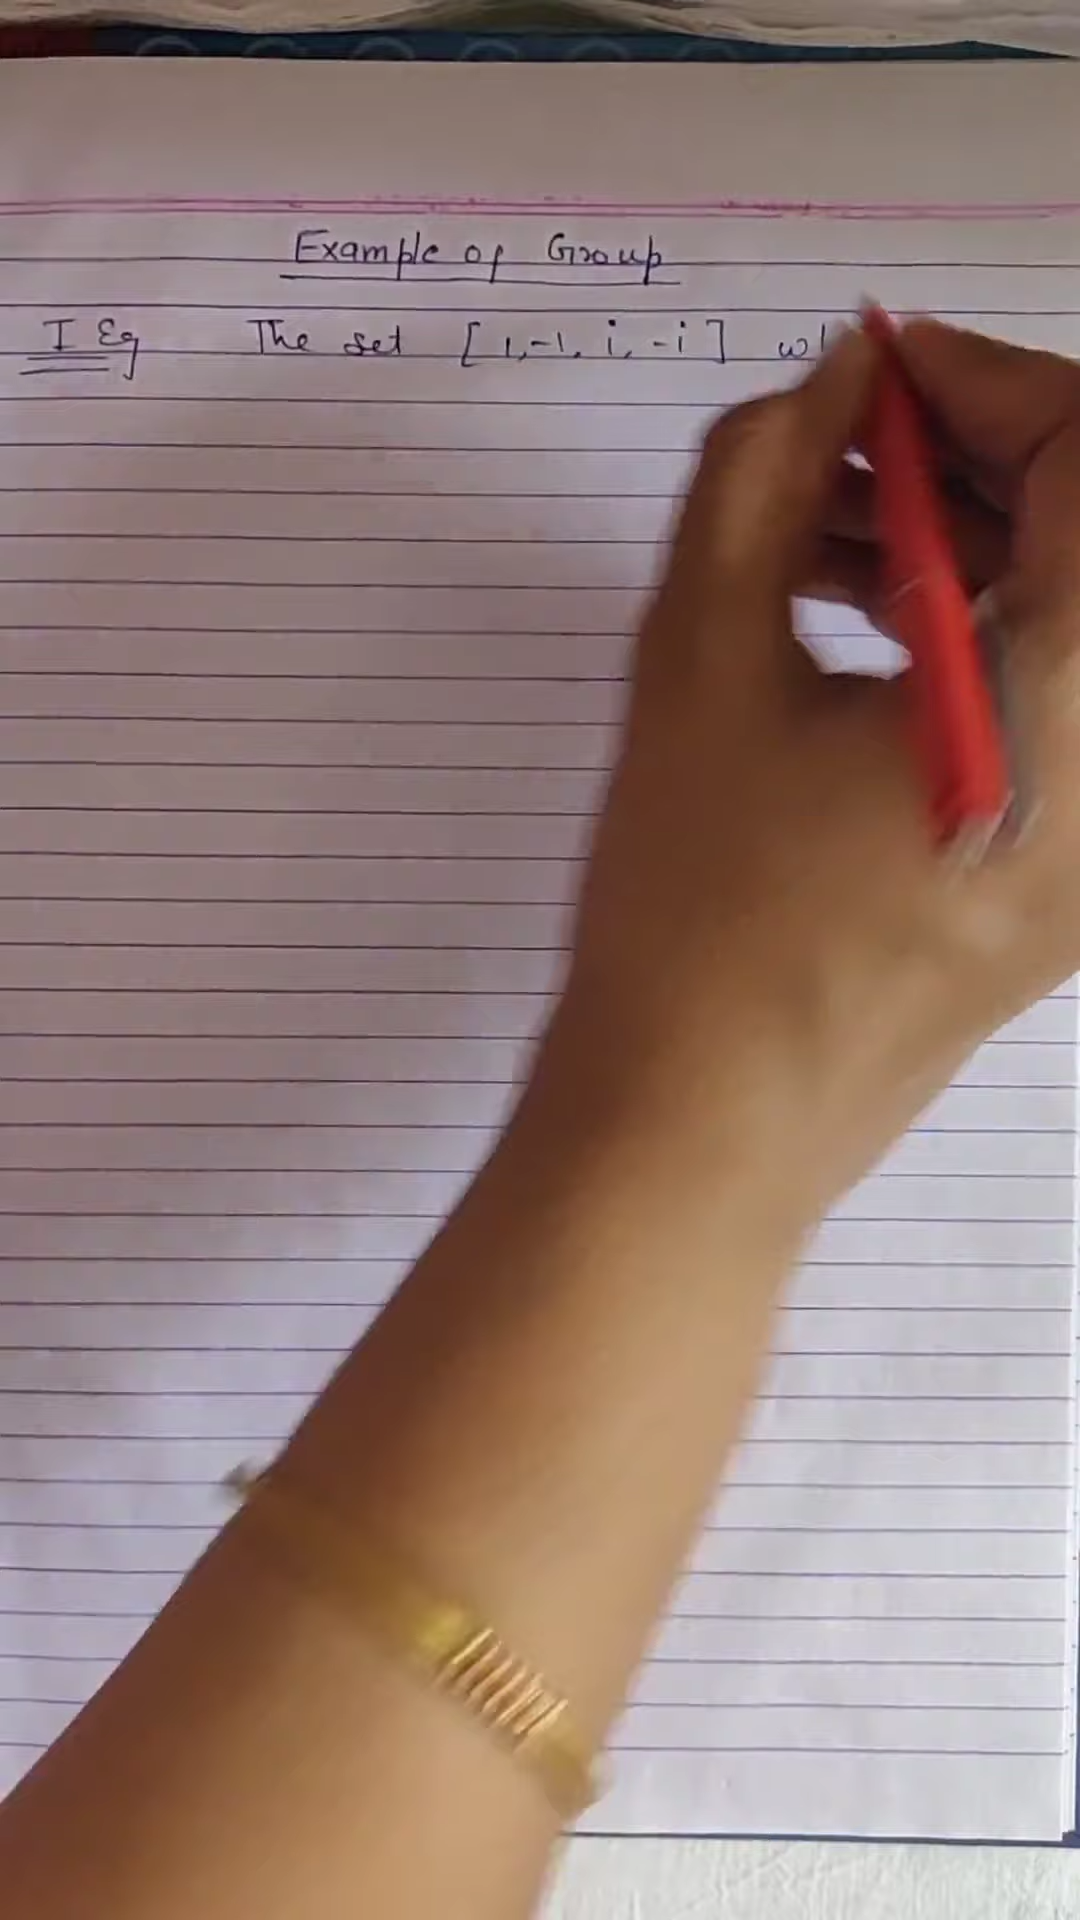 Example of Group
I Eg The set [1,-1, i, -i]